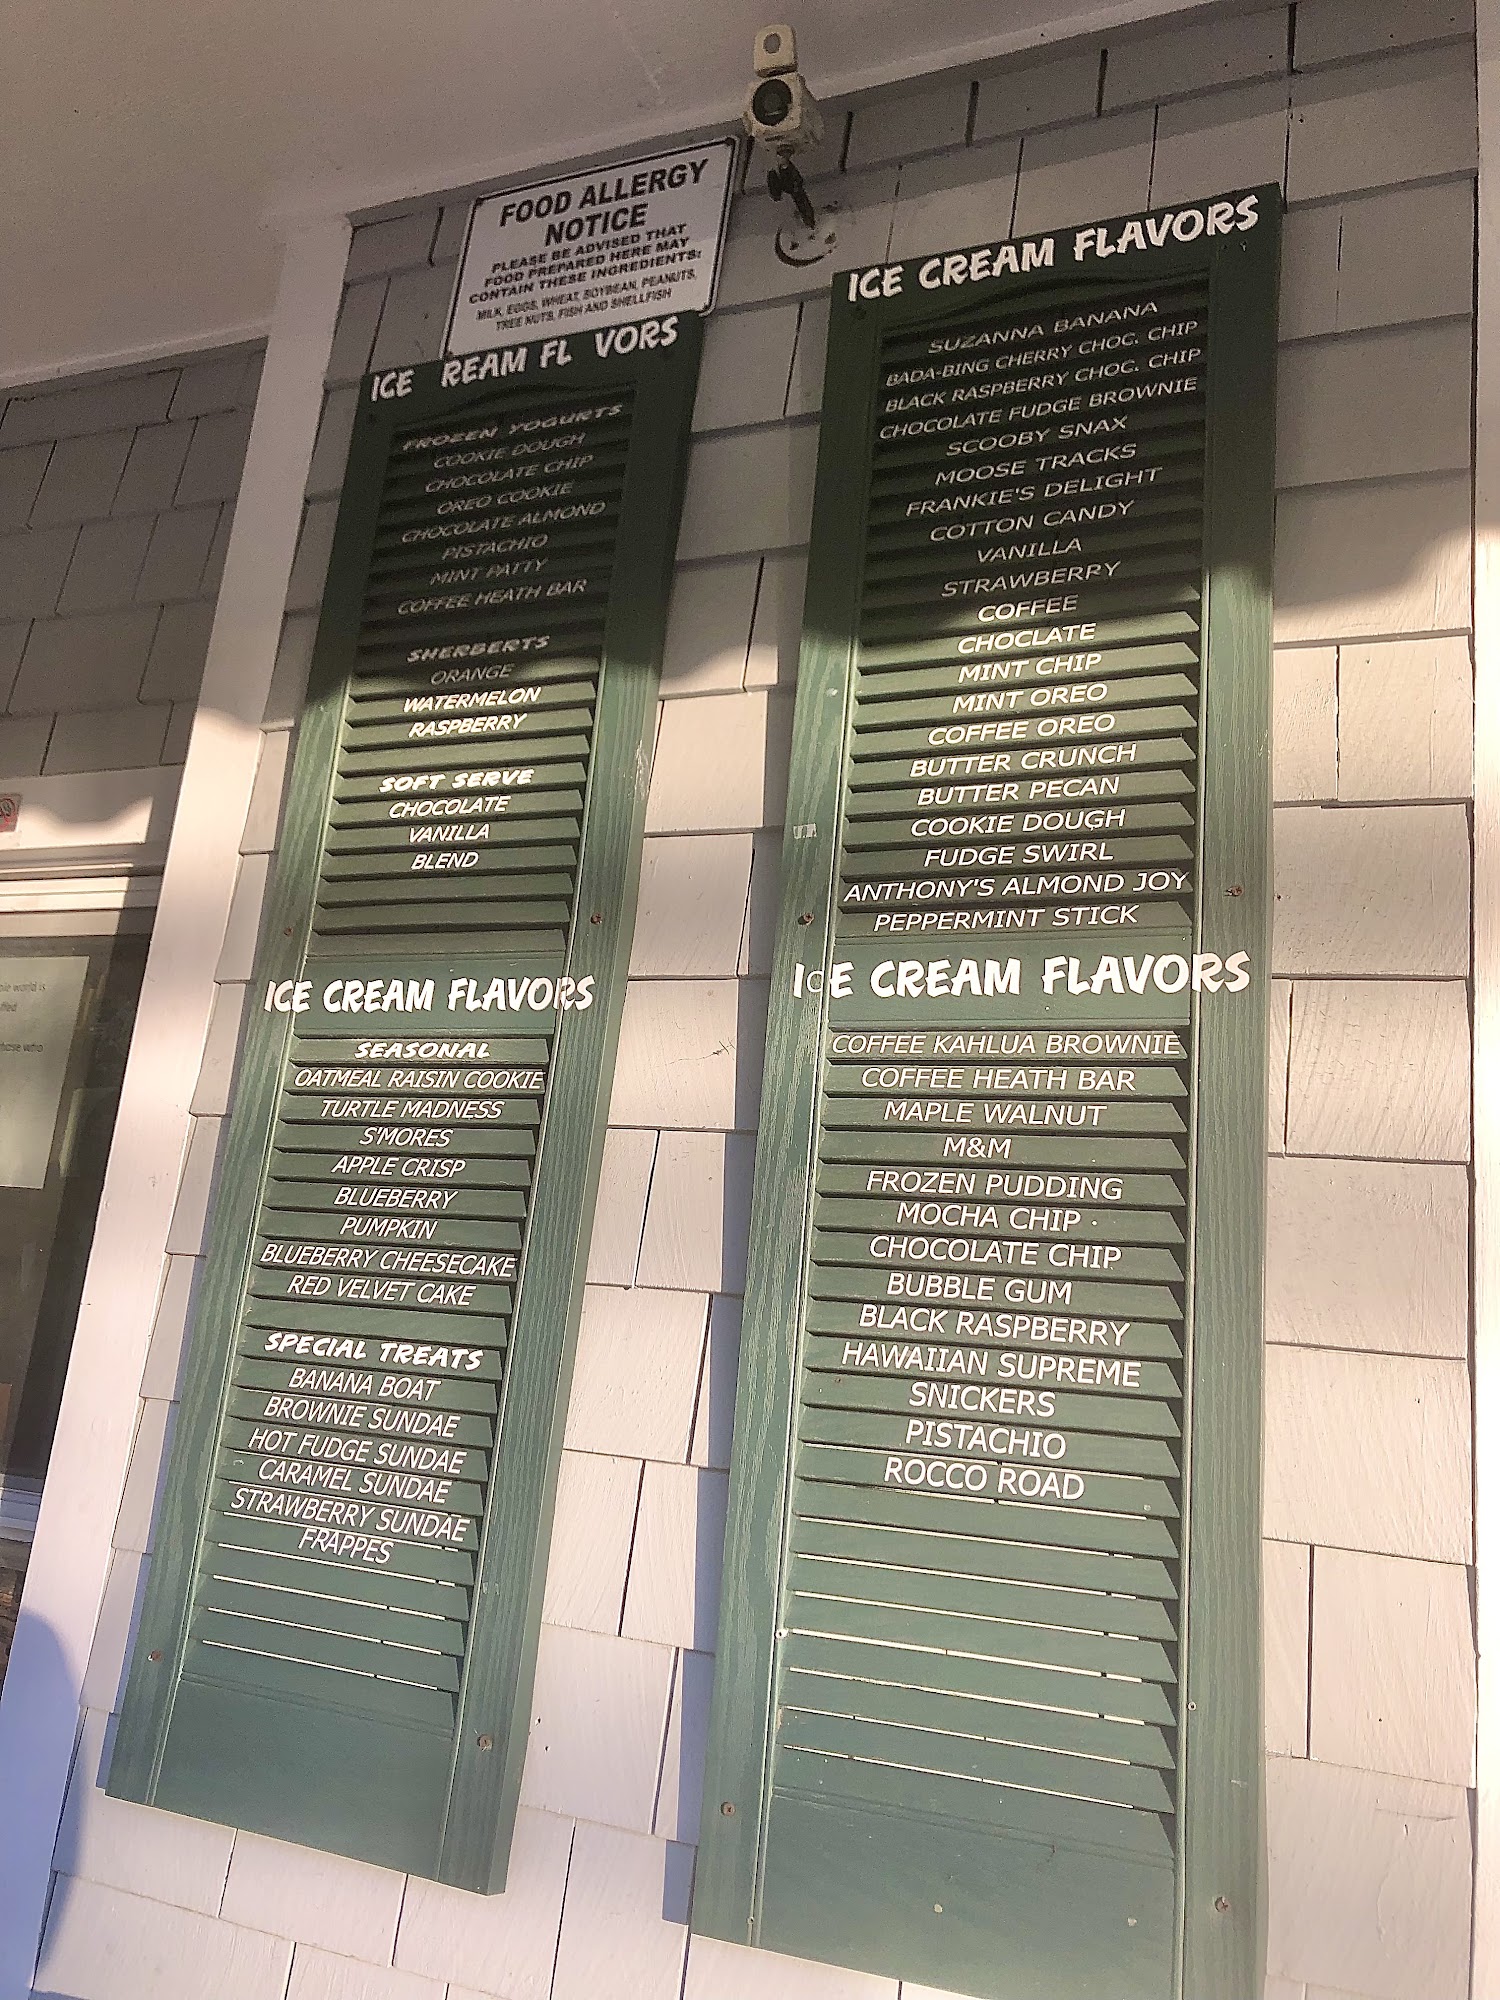 FOOD ALLERGY
NOTICE
PLEASE BE ADVISED THAT
FOOD PREPARED HERE MAY
CONTAIN THESE INGREDIENTS:
MILK, EGGS, WHEAT, SOYBEAN, PEANUTS,
TREE NUTS, FISH AND SHELLFISH
ICE REAM FL VORS
FROZEN YOGURTS
COOKIE DOUGH
CHOCOLATE CHIP
OREO COOKIE
CHOCOLATE ALMOND
PISTACHIO
MINT PATTY
COFFEE HEATH BAR
SHERBERTS
ORANGE
WATERMELON
RASPBERRY
SOFT SERVE
CHOCOLATE
VANILLA
BLEND
ICE CREAM FLAVORS
SEASONAL
OATMEAL RAISIN COOKIE
TURTLE MADNESS
S'MORES
APPLE CRISP
BLUEBERRY
PUMPKIN
BLUEBERRY CHEESECAKE
RED VELVET CAKE
SPECIAL TREATS
BANANA BOAT
BROWNIE SUNDAE
HOT FUDGE SUNDAE
CARAMEL SUNDAE
STRAWBERRY SUNDAE
FRAPPES
ICE CREAM FLAVORS
SUZANNA BANANA
BADA-BING CHERRY CHOC. CHIP
BLACK RASPBERRY CHOC. CHIP
CHOCOLATE FUDGE BROWNIE
SCOOBY SNAX
MOOSE TRACKS
FRANKIE'S DELIGHT
COTTON CANDY
VANILLA
STRAWBERRY
COFFEE
CHOCLATE
MINT CHIP
MINT OREO
COFFEE OREO
BUTTER CRUNCH
BUTTER PECAN
COOKIE DOUGH
FUDGE SWIRL
ANTHONY'S ALMOND JOY
PEPPERMINT STICK
ICE CREAM FLAVORS
COFFEE KAHLUA BROWNIE
COFFEE HEATH BAR
MAPLE WALNUT
M&M
FROZEN PUDDING
MOCHA CHIP
CHOCOLATE CHIP
BUBBLE GUM
BLACK RASPBERRY
HAWAIIAN SUPREME
SNICKERS
PISTACHIO
ROCCO ROAD
world is
who